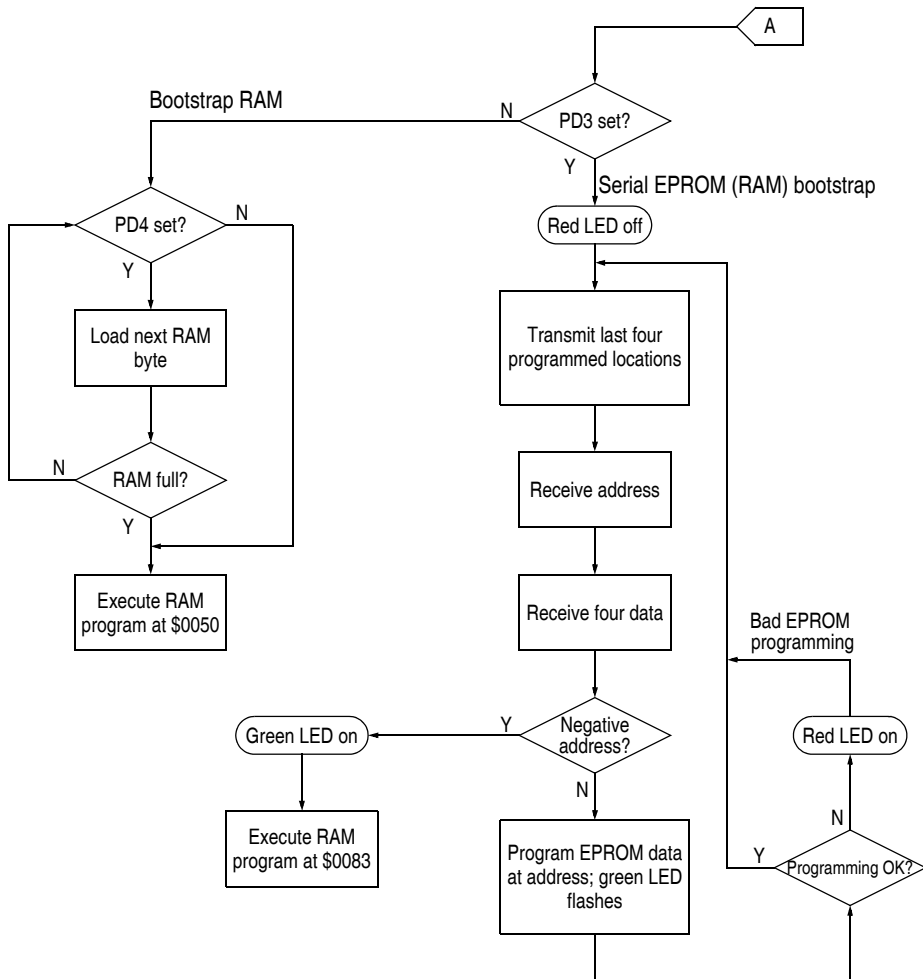 A
Bootstrap RAM
N
PD3 set?
Y
Serial EPROM (RAM) bootstrap
PD4 set?
N
Red LED off
Y
Load next RAM
byte
Transmit last four
programmed locations
N
RAM full?
Y
Receive address
Execute RAM
program at $0050
Receive four data
Bad EPROM
programming
Green LED on
Y
Negative
address?
Red LED on
N
N
Execute RAM
program at $0083
Program EPROM data
at address; green LED
flashes
Y
Programming OK?